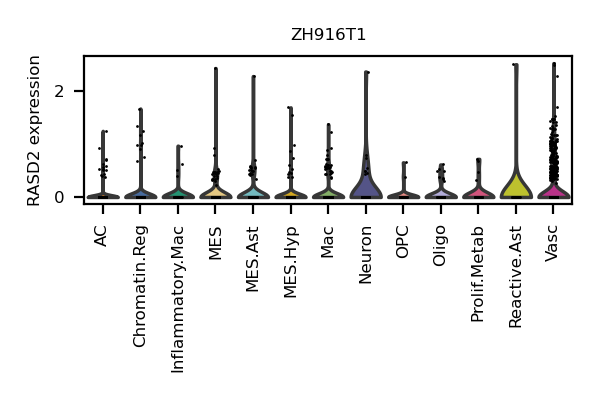 ZH916T1
RASD2 expression
2
0
AC
Chromatin.Reg
Inflammatory.Mac
MES
MES.Ast
MES.Hyp
Mac
Neuron
OPC
Oligo
Prolif.Metab
Reactive.Ast
Vasc